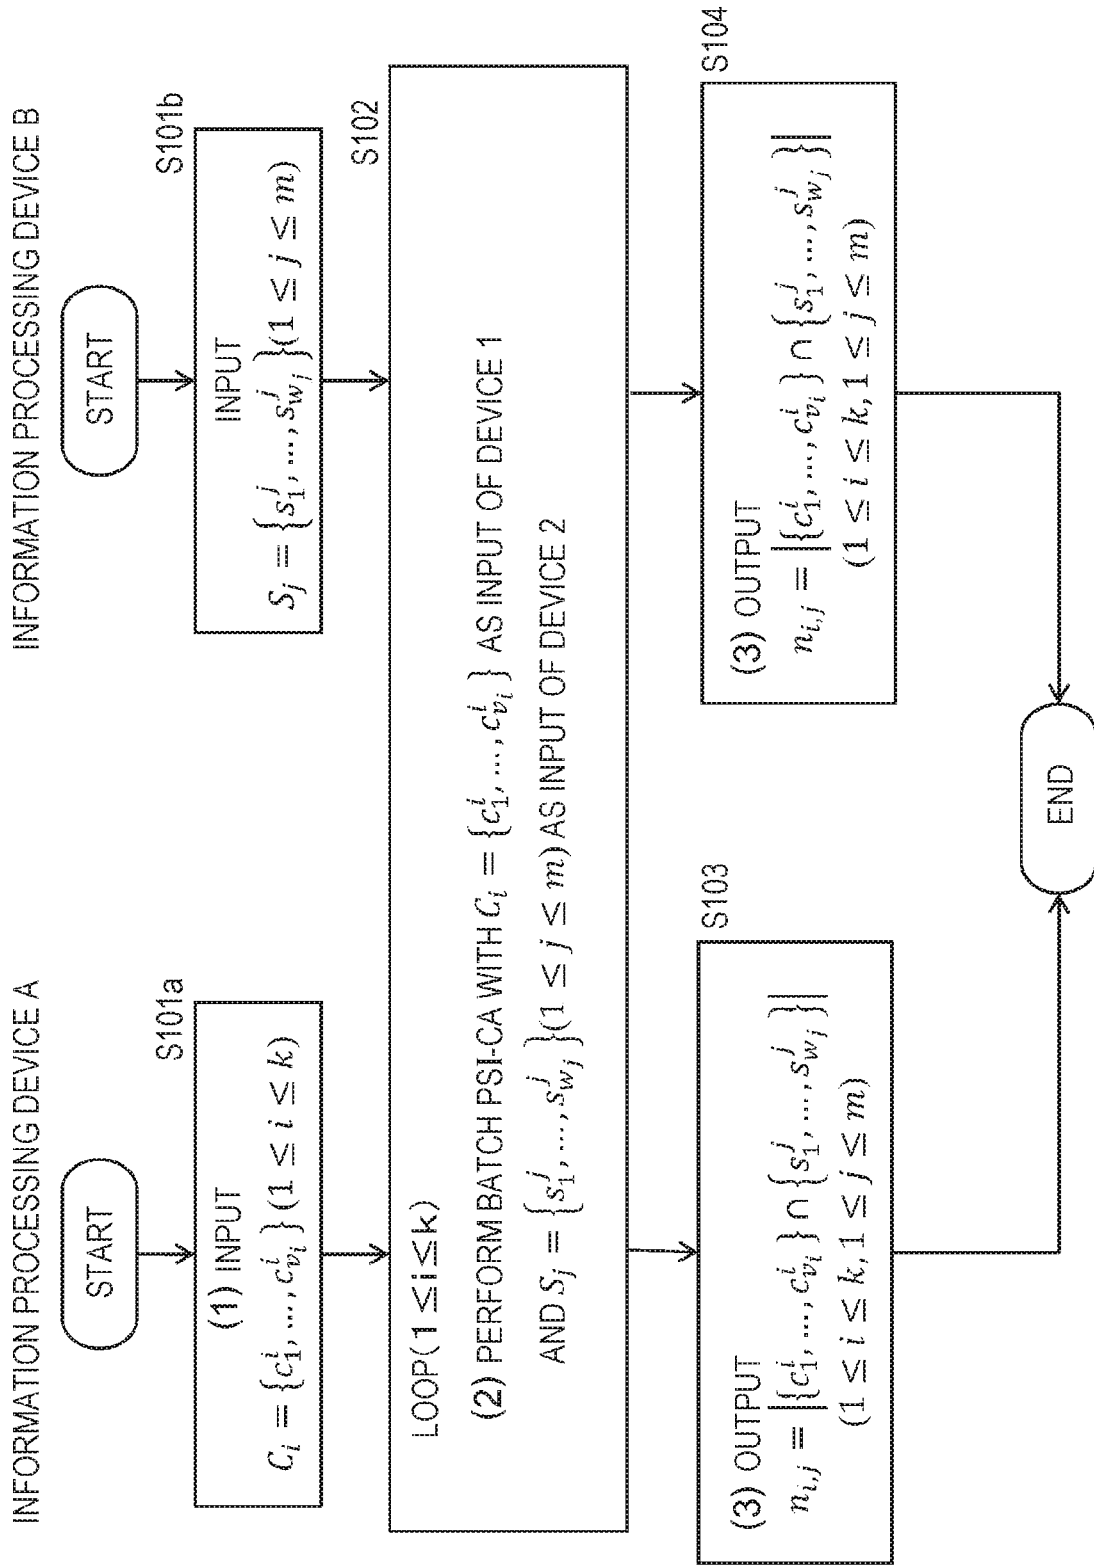 INFORMATION PROCESSING DEVICE A
START
S101a
(1) INPUT
C_i = {c_1^i, ..., c_{v_i}^i} (1 ≤ i ≤ k)
INFORMATION PROCESSING DEVICE B
START
S101b
INPUT
S_j = {s_1^j, ..., s_{w_j}^j}(1 ≤ j ≤ m)
S102
LOOP(1 ≤i≤k)
(2) PERFORM BATCH PSI-CA WITH C_i = {c_1^i, ..., c_{v_i}^i} AS INPUT OF DEVICE 1
AND S_j = {s_1^j, ..., s_{w_j}^j}(1 ≤ j ≤ m) AS INPUT OF DEVICE 2
S103
(3) OUTPUT
n_{i,j} = |{c_1^i, ..., c_{v_i}^i} ∩ {s_1^j, ..., s_{w_j}^j}|
(1 ≤ i ≤ k, 1 ≤ j ≤ m)
S104
(3) OUTPUT
n_{i,j} = |{c_1^i, ..., c_{v_i}^i} ∩ {s_1^j, ..., s_{w_j}^j}|
(1 ≤ i ≤ k, 1 ≤ j ≤ m)
END